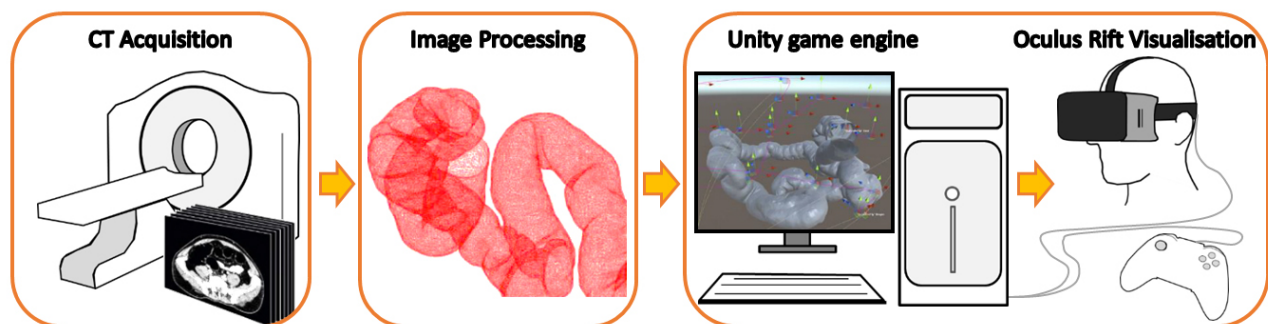 CT Acquisition
Image Processing
Unity game engine
Oculus Rift Visualisation